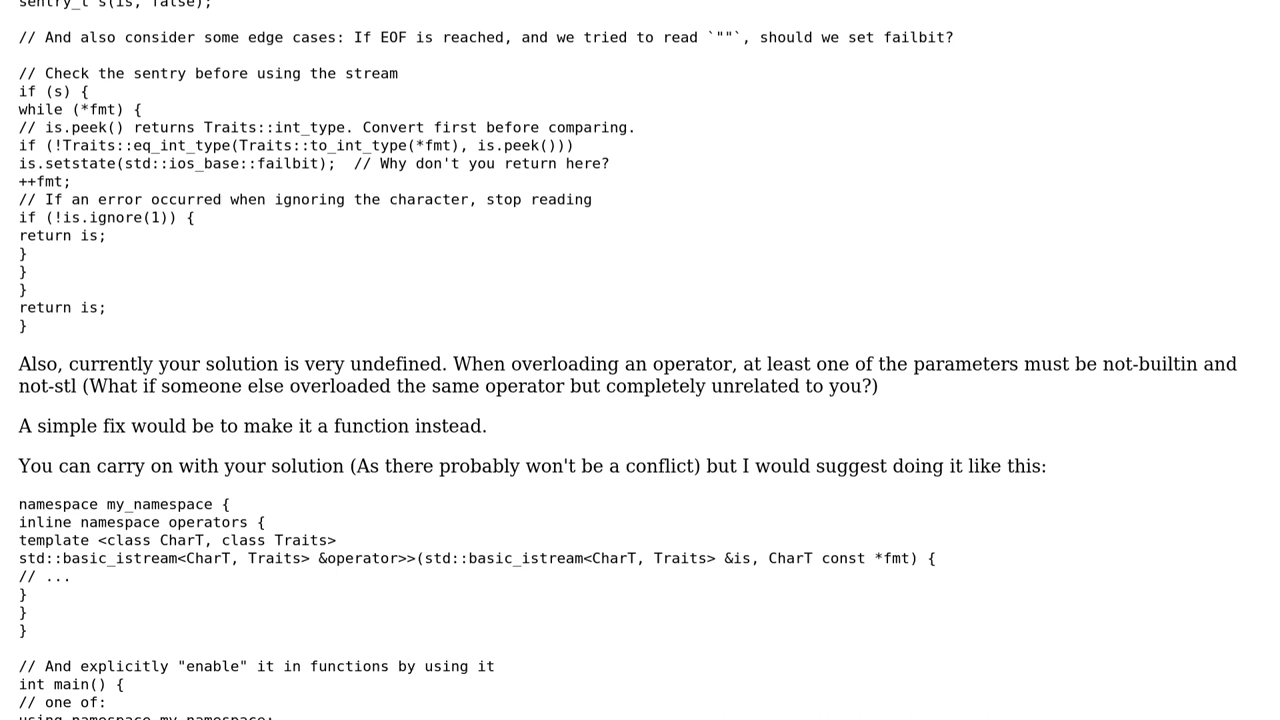 sentry_t s(is, false);
// And also consider some edge cases: If EOF is reached, and we tried to read `""`, should we set failbit?
// Check the sentry before using the stream
if (s) {
while (*fmt) {
// is.peek() returns Traits::int_type. Convert first before comparing.
if (!Traits::eq_int_type(Traits::to_int_type(*fmt), is.peek()))
is.setstate(std::ios_base::failbit);  // Why don't you return here?
++fmt;
// If an error occurred when ignoring the character, stop reading
if (!is.ignore(1)) {
return is;
}
}
}
return is;
}
Also, currently your solution is very undefined. When overloading an operator, at least one of the parameters must be not-builtin and
not-stl (What if someone else overloaded the same operator but completely unrelated to you?)
A simple fix would be to make it a function instead.
You can carry on with your solution (As there probably won't be a conflict) but I would suggest doing it like this:
namespace my_namespace {
inline namespace operators {
template <class CharT, class Traits>
std::basic_istream<CharT, Traits> &operator>>(std::basic_istream<CharT, Traits> &is, CharT const *fmt) {
// ...
}
}
}
// And explicitly "enable" it in functions by using it
int main() {
// one of:
using namespace my_namespace;